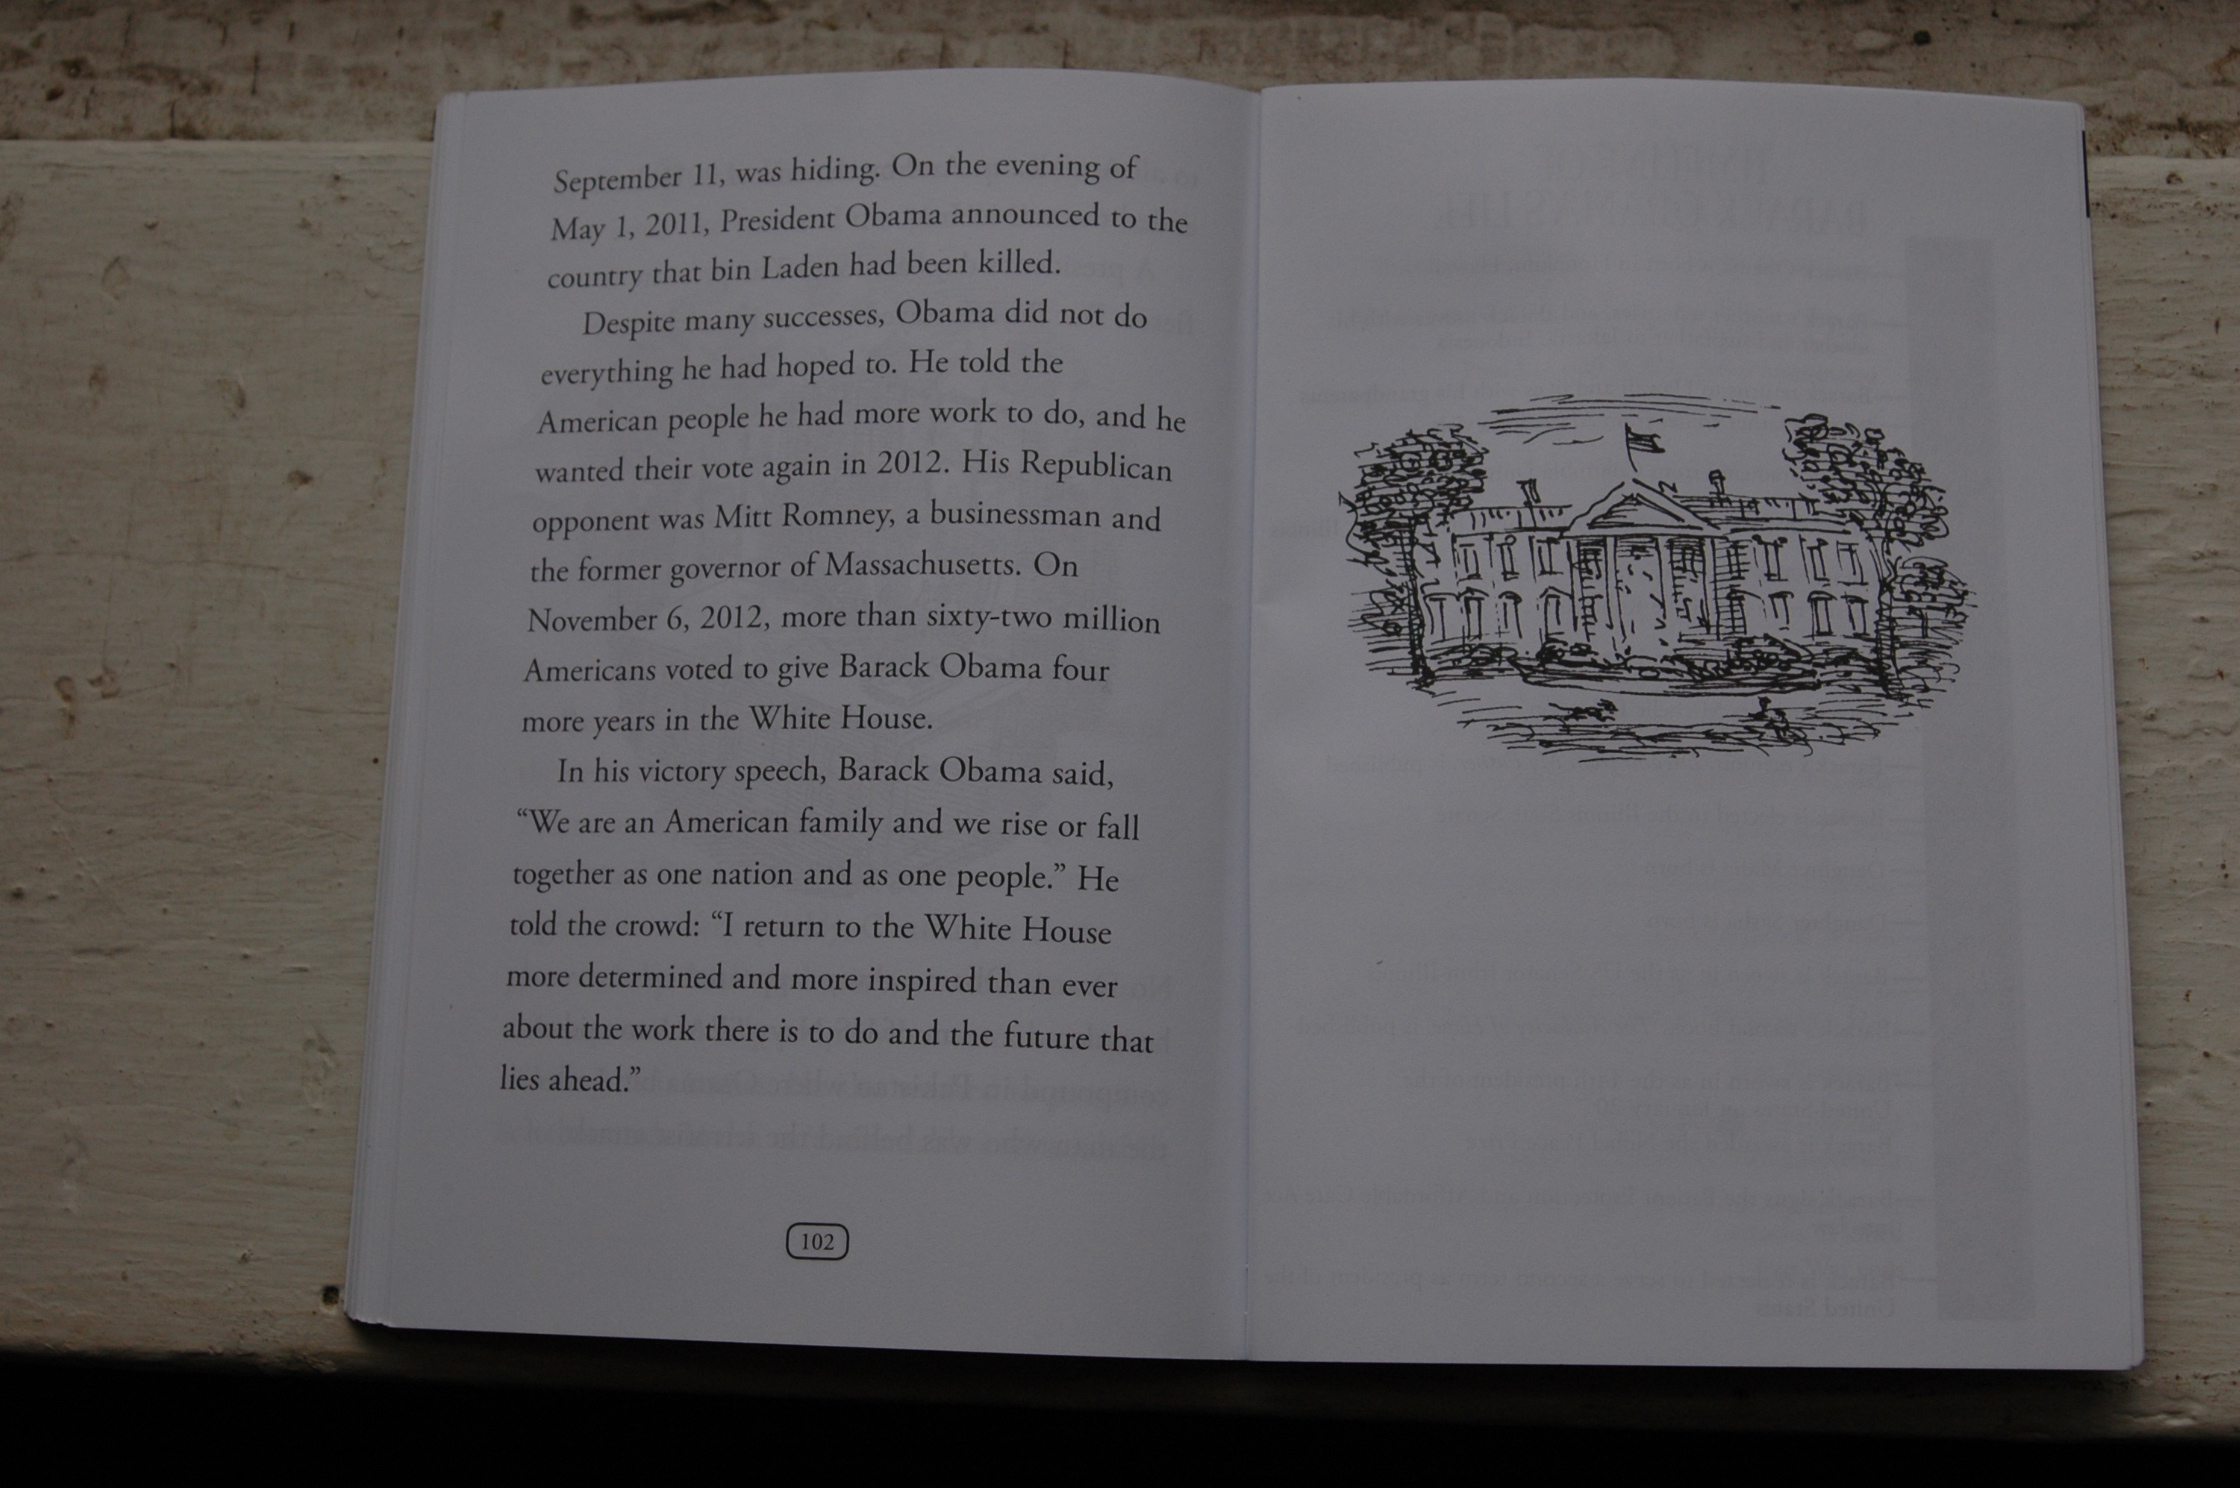 September 11, was hiding. On the evening of
May 1, 2011, President Obama announced to the
country that bin Laden had been killed.
Despite many successes, Obama did not do
everything he had hoped to. He told the
American people he had more work to do, and he
wanted their vote again in 2012. His Republican
opponent was Mitt Romney, a businessman and
the former governor of Massachusetts. On
November 6, 2012, more than sixty-two million
Americans voted to give Barack Obama four
more years in the White House.
In his victory speech, Barack Obama said,
“We are an American family and we rise or fall
together as one nation and as one people.” He
told the crowd: “I return to the White House
more determined and more inspired than ever
about the work there is to do and the future that
lies ahead.”
102